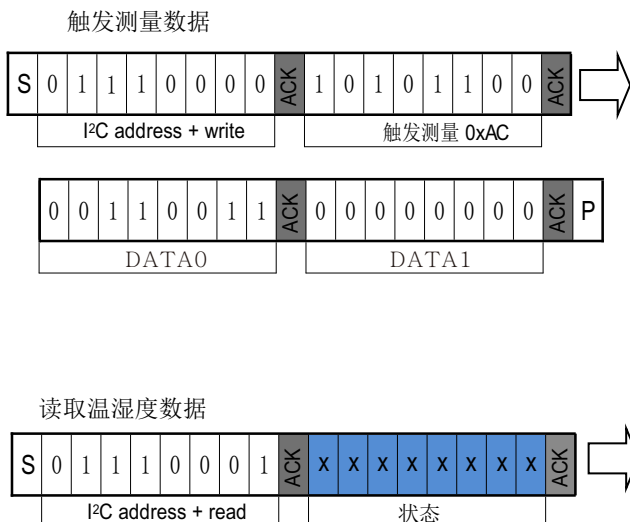 触发测量数据
S 0 1 1 1 0 0 0 0 ACK 1 0 1 0 1 1 0 0 ACK
I²C address + write 触发测量 0xAC
0 0 1 1 0 0 1 1 ACK 0 0 0 0 0 0 0 0 ACK P
DATA0 DATA1
读取温湿度数据
S 0 1 1 1 0 0 0 1 ACK x x x x x x x x ACK
I²C address + read 状态